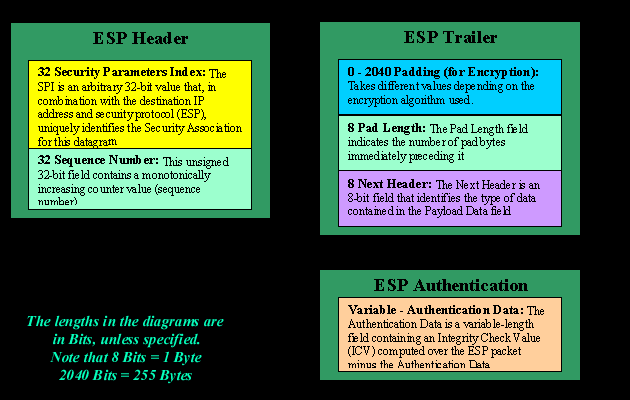 ESP Header
32 Security Parameters Index: The
SPI is an arbitrary 32-bit value that, in
combination with the destination IP
address and security protocol (ESP),
uniquely identifies the Security Association
for this datagram
32 Sequence Number: This unsigned
32-bit field contains a monotonically
increasing counter value (sequence
number)
ESP Trailer
0 - 2040 Padding (for Encryption):
Takes different values depending on the
encryption algorithm used.
8 Pad Length: The Pad Length field
indicates the number of pad bytes
immediately preceding it
8 Next Header: The Next Header is an
8-bit field that identifies the type of data
contained in the Payload Data field
ESP Authentication
Variable - Authentication Data: The
Authentication Data is a variable-length
field containing an Integrity Check Value
(ICV) computed over the ESP packet
minus the Authentication Data
The lengths in the diagrams are
in Bits, unless specified.
Note that 8 Bits = 1 Byte
2040 Bits = 255 Bytes